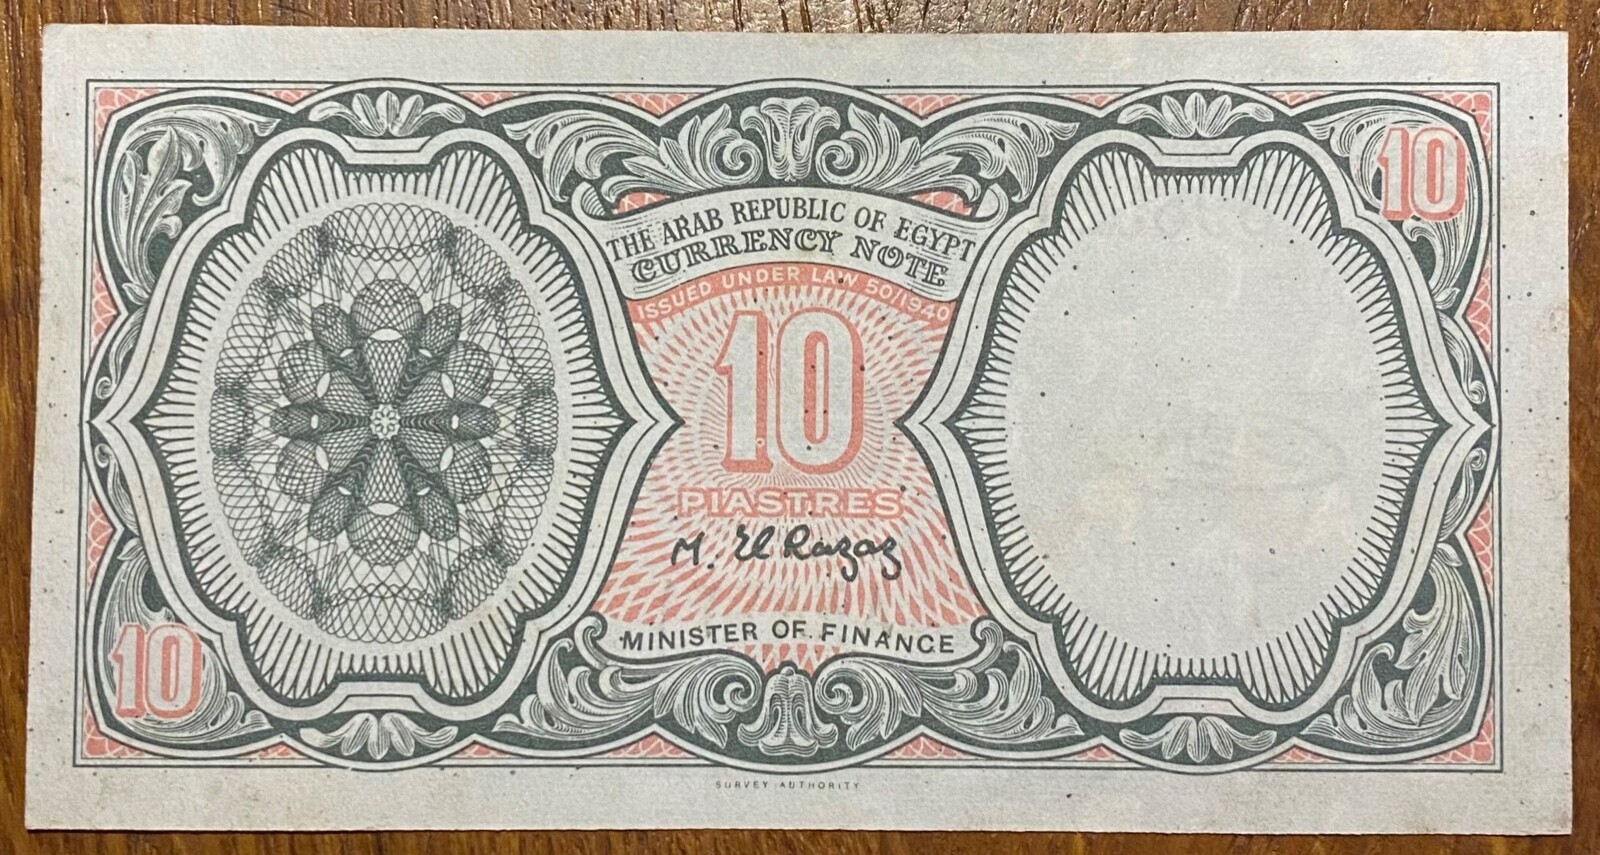 10
THE ARAB REPUBLIC OF EGYPT
CURRENCY NOTE
ISSUED UNDER LAW 50/1940
10
PIASTRES
M. El Razaz
MINISTER OF FINANCE
10
SURVEY AUTHORITY